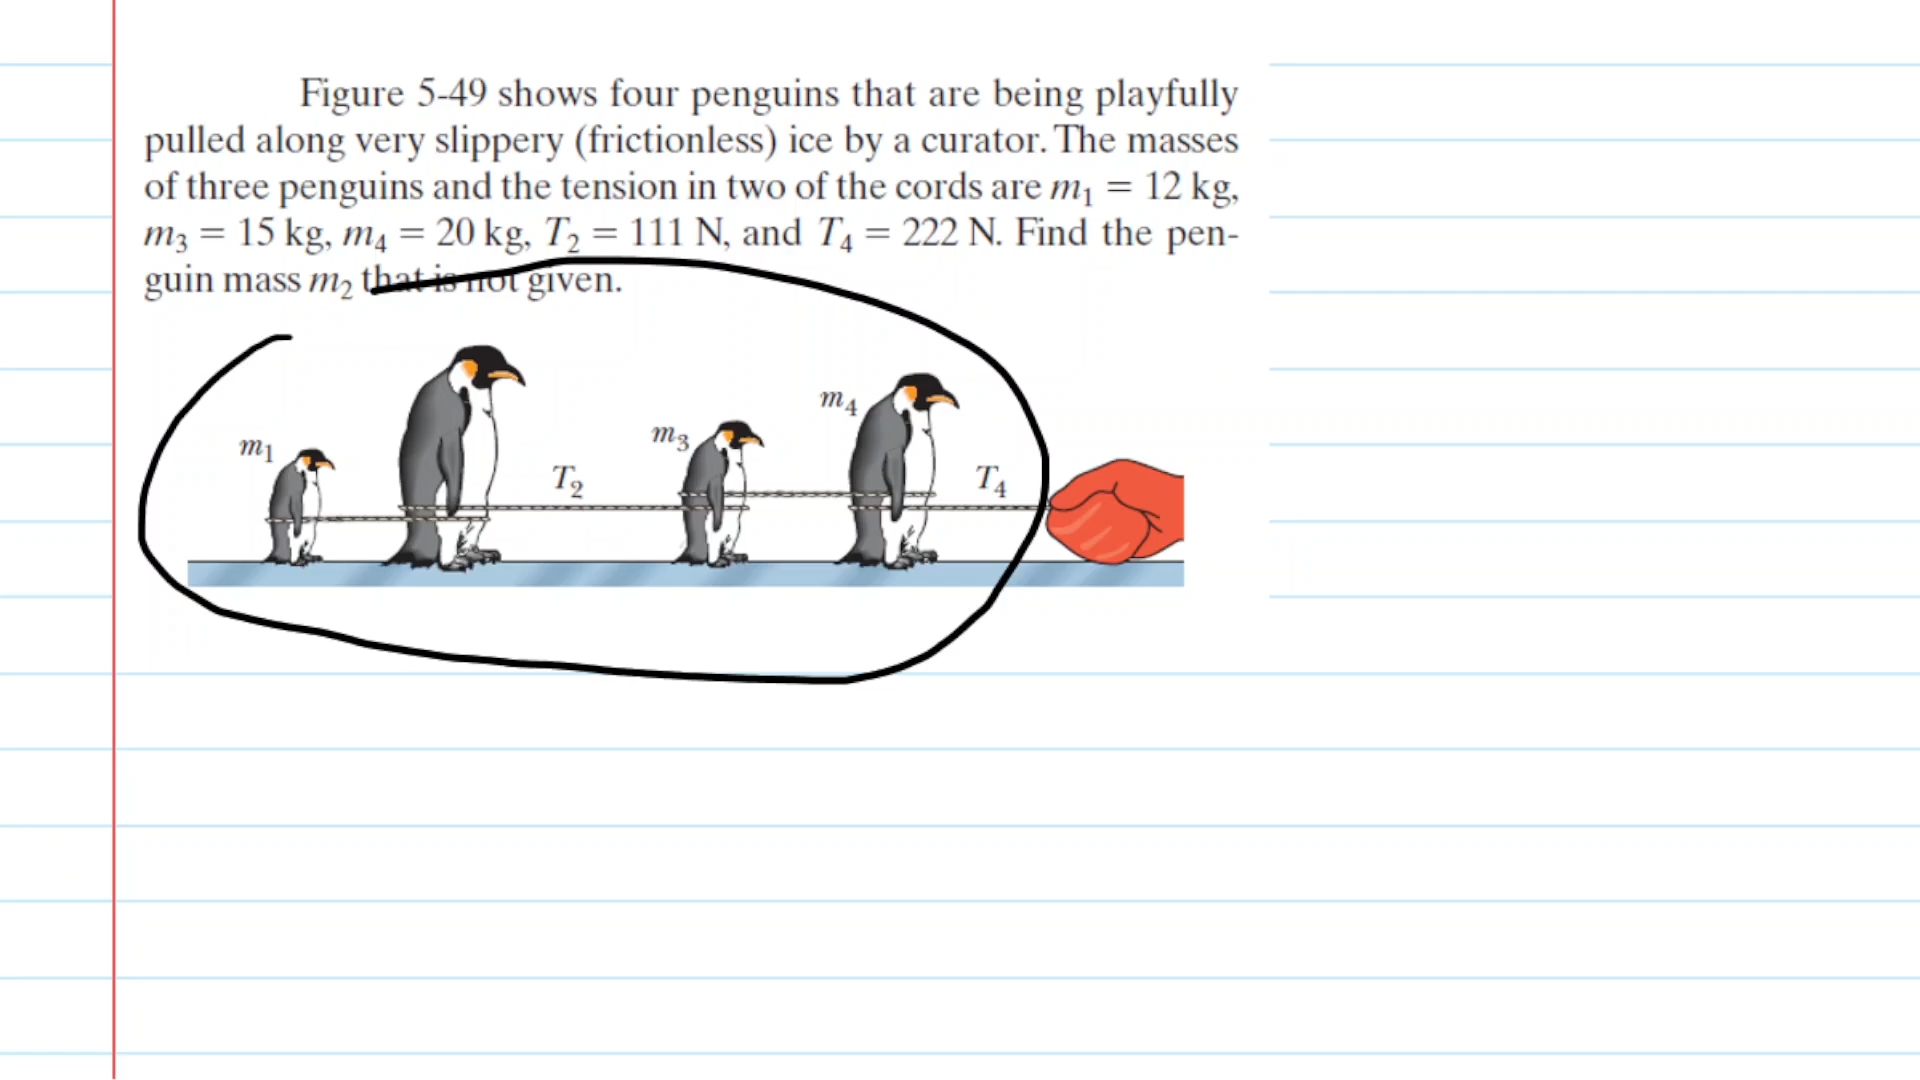 Figure 5-49 shows four penguins that are being playfully
pulled along very slippery (frictionless) ice by a curator. The masses
of three penguins and the tension in two of the cords are m₁ = 12 kg,
m₃ = 15 kg, m₄ = 20 kg, T₂ = 111 N, and T₄ = 222 N. Find the pen-
guin mass m₂ that is not given.
m₁
T₂
m₃
m₄
T₄